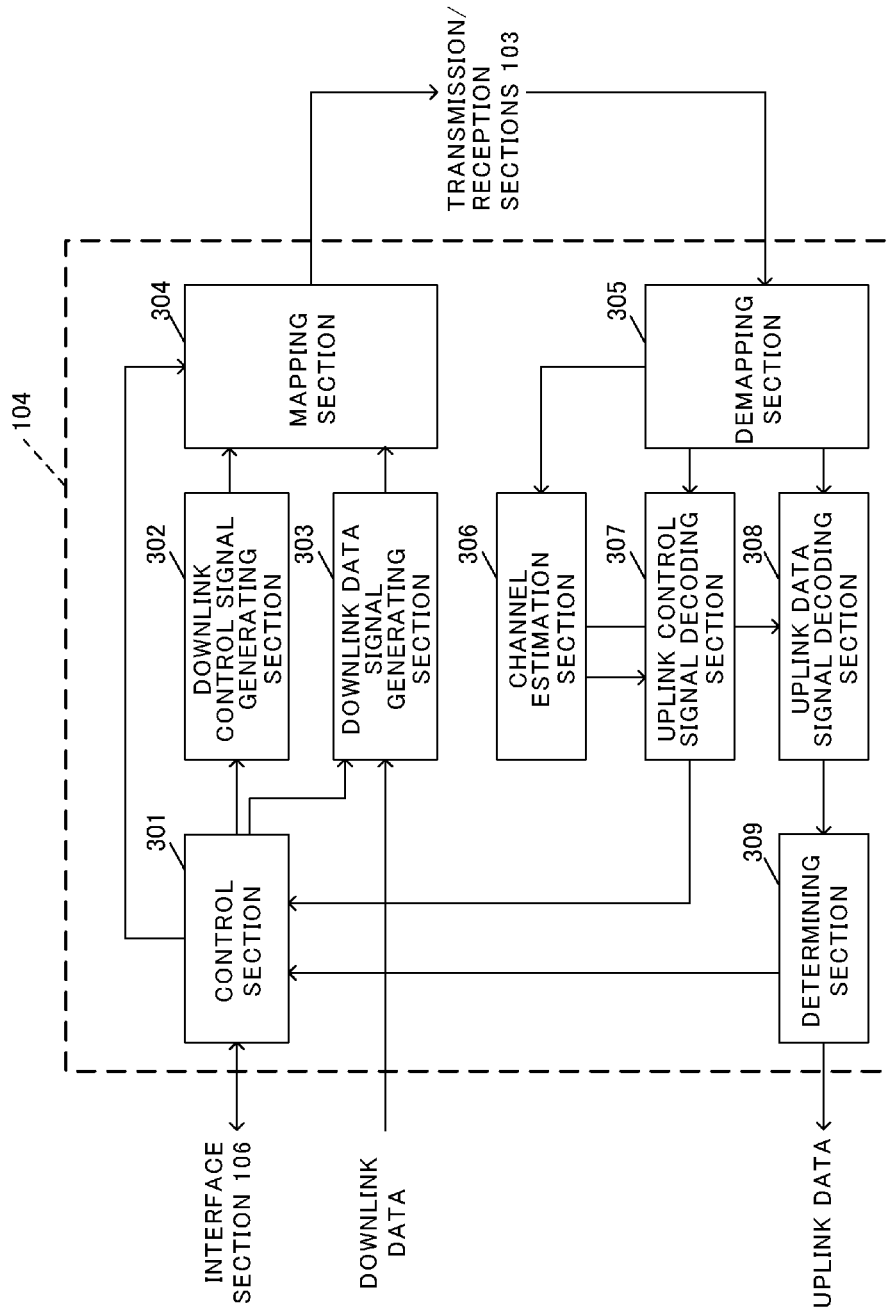 104
INTERFACE
SECTION 106
301
CONTROL
SECTION
302
DOWNLINK
CONTROL SIGNAL
GENERATING
SECTION
304
MAPPING
SECTION
DOWNLINK
DATA
303
DOWNLINK DATA
SIGNAL
GENERATING
SECTION
TRANSMISSION/
RECEPTION
SECTIONS 103
306
CHANNEL
ESTIMATION
SECTION
305
DEMAPPING
SECTION
307
UPLINK CONTROL
SIGNAL DECODING
SECTION
308
UPLINK DATA
SIGNAL DECODING
SECTION
309
DETERMINING
SECTION
UPLINK DATA